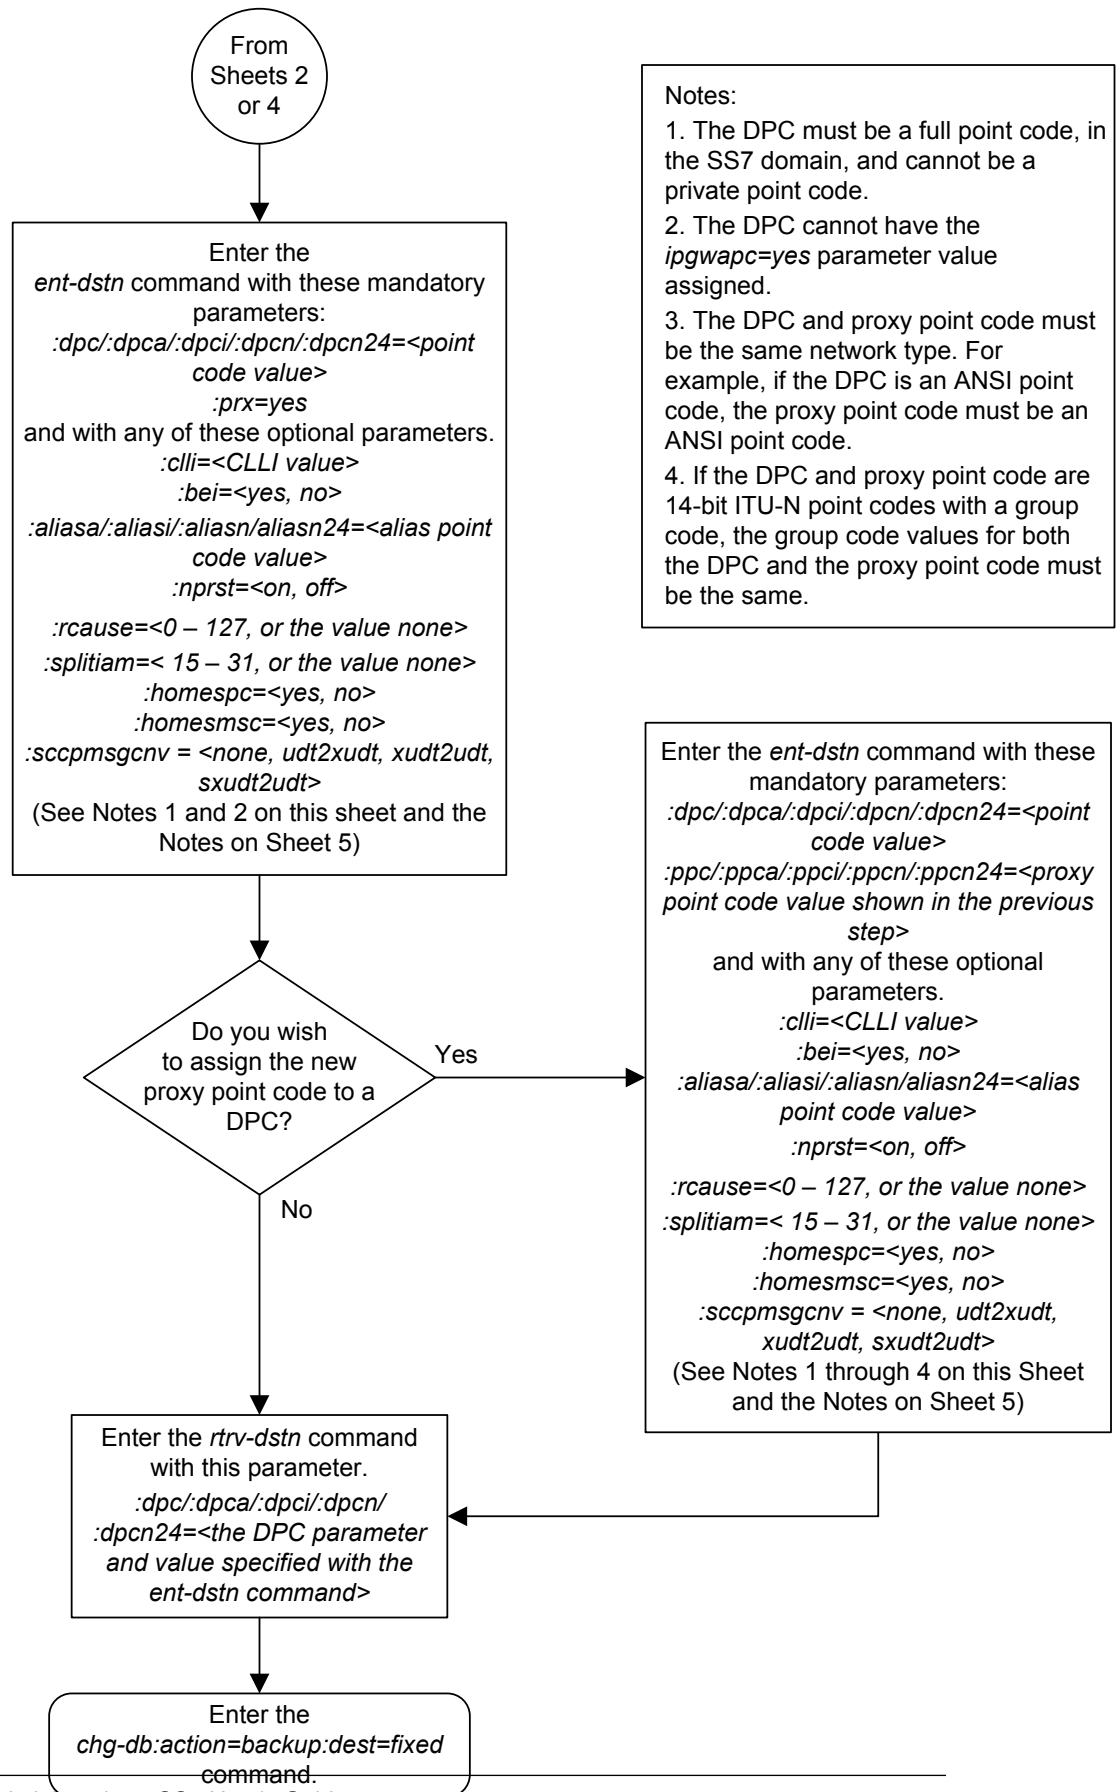 From
Sheets 2
or 4
Enter the
ent-dstn command with these mandatory
parameters:
:dpc/:dpca/:dpci/:dpcn/:dpcn24=<point
code value>
:prx=yes
and with any of these optional parameters.
:clli=<CLLI value>
:bei=<yes, no>
:aliasa/:aliasi/:aliasn/aliasn24=<alias point
code value>
:nprst=<on, off>
:rcause=<0 – 127, or the value none>
:splitiam=< 15 – 31, or the value none>
:homespc=<yes, no>
:homesmsc=<yes, no>
:sccpmsgcnv = <none, udt2xudt, xudt2udt,
sxudt2udt>
(See Notes 1 and 2 on this sheet and the
Notes on Sheet 5)
Notes:
1. The DPC must be a full point code, in
the SS7 domain, and cannot be a
private point code.
2. The DPC cannot have the
ipgwapc=yes parameter value
assigned.
3. The DPC and proxy point code must
be the same network type. For
example, if the DPC is an ANSI point
code, the proxy point code must be an
ANSI point code.
4. If the DPC and proxy point code are
14-bit ITU-N point codes with a group
code, the group code values for both
the DPC and the proxy point code must
be the same.
Do you wish
to assign the new
proxy point code to a
DPC?
Yes
No
Enter the ent-dstn command with these
mandatory parameters:
:dpc/:dpca/:dpci/:dpcn/:dpcn24=<point
code value>
:ppc/:ppca/:ppci/:ppcn/:ppcn24=<proxy
point code value shown in the previous
step>
and with any of these optional
parameters.
:clli=<CLLI value>
:bei=<yes, no>
:aliasa/:aliasi/:aliasn/aliasn24=<alias
point code value>
:nprst=<on, off>
:rcause=<0 – 127, or the value none>
:splitiam=< 15 – 31, or the value none>
:homespc=<yes, no>
:homesmsc=<yes, no>
:sccpmsgcnv = <none, udt2xudt,
xudt2udt, sxudt2udt>
(See Notes 1 through 4 on this Sheet
and the Notes on Sheet 5)
Enter the rtrv-dstn command
with this parameter.
:dpc/:dpca/:dpci/:dpcn/
:dpcn24=<the DPC parameter
and value specified with the
ent-dstn command>
Enter the
chg-db:action=backup:dest=fixed
command.